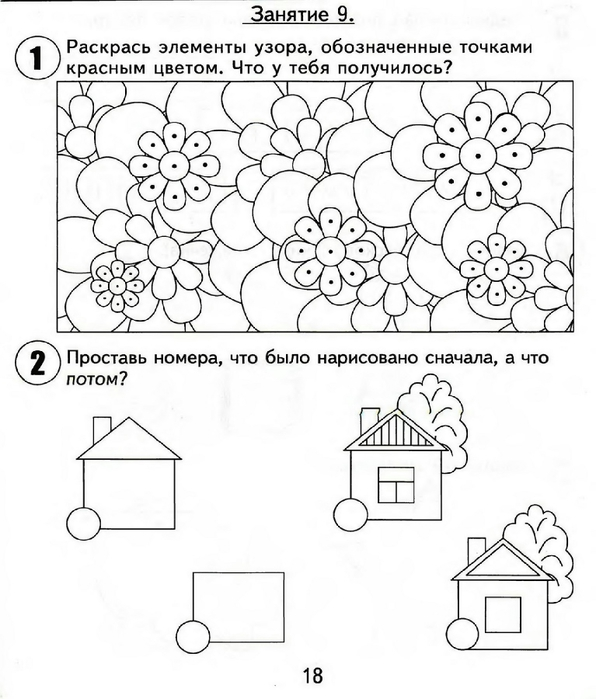 Занятие 9.
1 Раскрась элементы узора, обозначенные точками
красным цветом. Что у тебя получилось?
2 Проставь номера, что было нарисовано сначала, а что
потом?
18